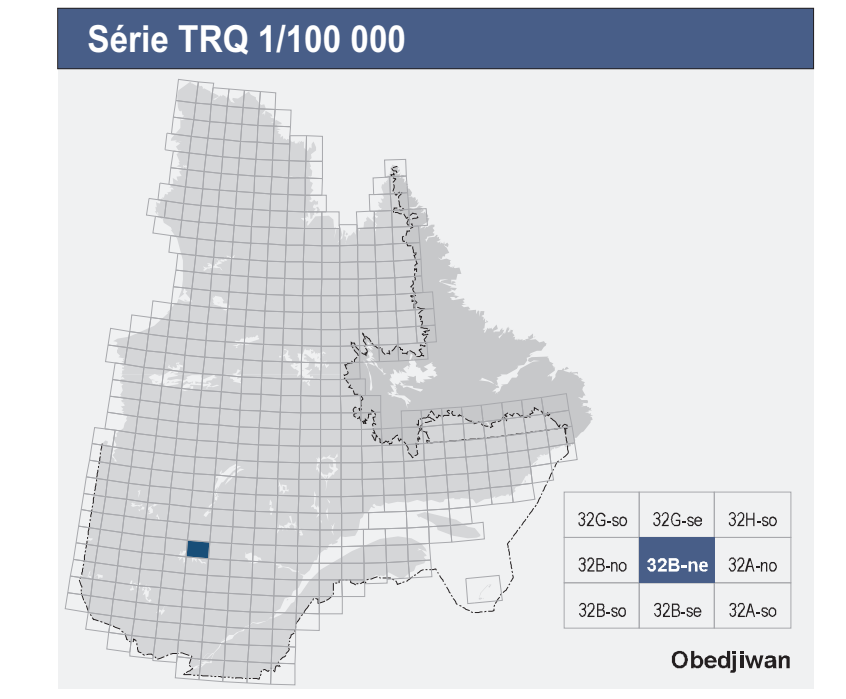 Série TRQ 1/100 000
32G-so 32G-se 32H-so
32B-no 32B-ne 32A-no
32B-so 32B-se 32A-so
Obedjiwan